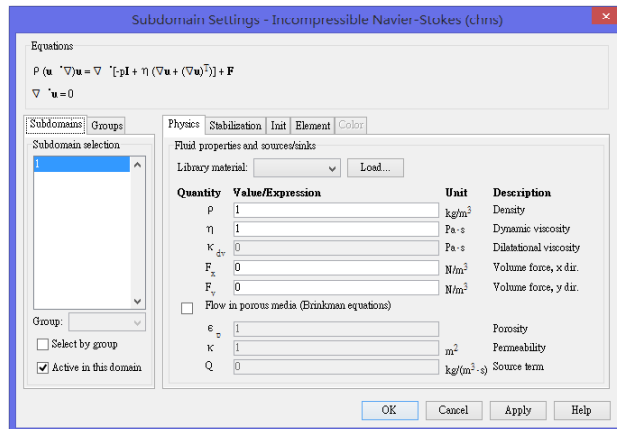 Subdomain Settings - Incompressible Navier-Stokes (chns)
×
Equations
ρ (u ·∇)u = ∇ ·[-pI + η (∇u + (∇u)ᵀ)] + F
∇ ·u = 0
Subdomains Groups
Subdomain selection
1
Group:
Select by group
Active in this domain
Physics Stabilization Init Element Color
Fluid properties and sources/sinks
Library material: Load...
Quantity Value/Expression Unit Description
ρ 1 kg/m³ Density
η 1 Pa·s Dynamic viscosity
κ dv 0 Pa·s Dilatational viscosity
F x 0 N/m³ Volume force, x dir.
F y 0 N/m³ Volume force, y dir.
Flow in porous media (Brinkman equations)
ε p 1 Porosity
κ 1 m² Permeability
Q 0 kg/(m³·s) Source term
OK Cancel Apply Help